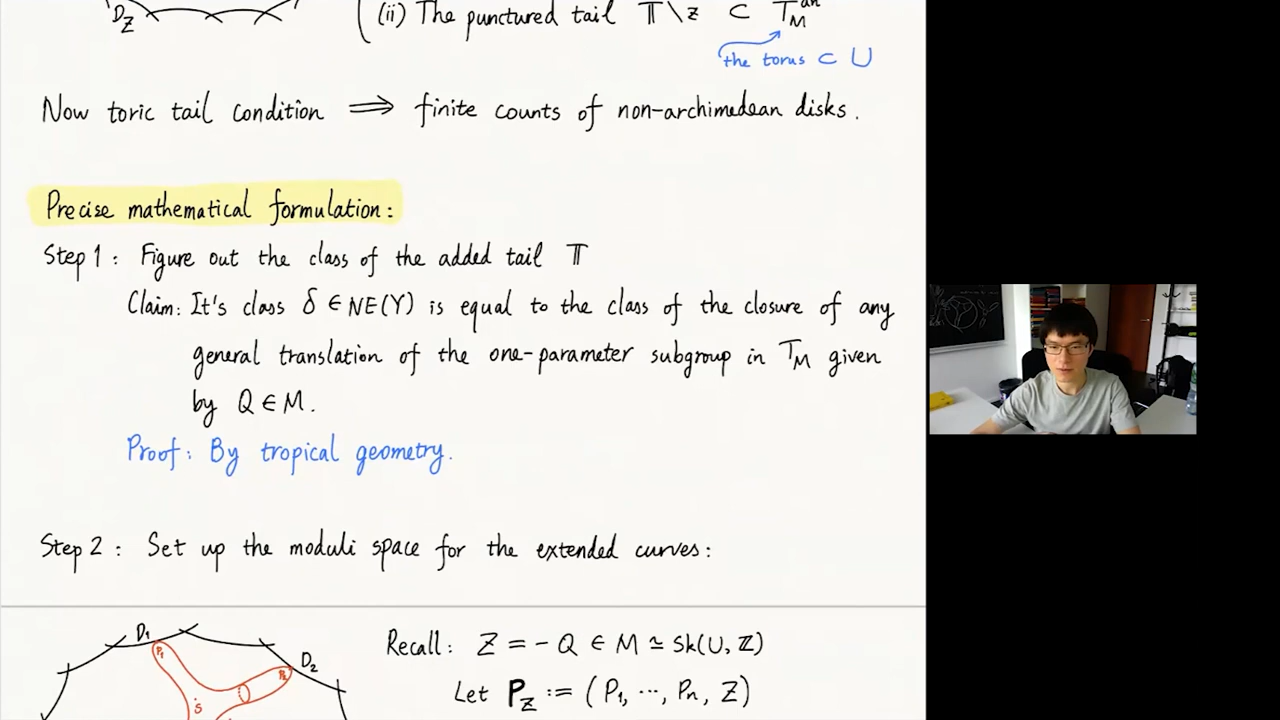 D_Z
(ii) The punctured tail 𝕋 \ z ⊂ T_M^an
the torus ⊂ U
Now toric tail condition ⟹ finite counts of non-archimedean disks.
Precise mathematical formulation:
Step 1: Figure out the class of the added tail 𝕋
Claim: It's class δ ∈ NE(Y) is equal to the class of the closure of any
general translation of the one-parameter subgroup in T_M given
by Q ∈ M.
Proof: By tropical geometry.
Step 2: Set up the moduli space for the extended curves:
D_1
P_1
D_2
P_2
s
Recall: Z = -Q ∈ M ≃ Sk(U, ℤ)
Let P_Z := (P_1, ..., P_n, Z)